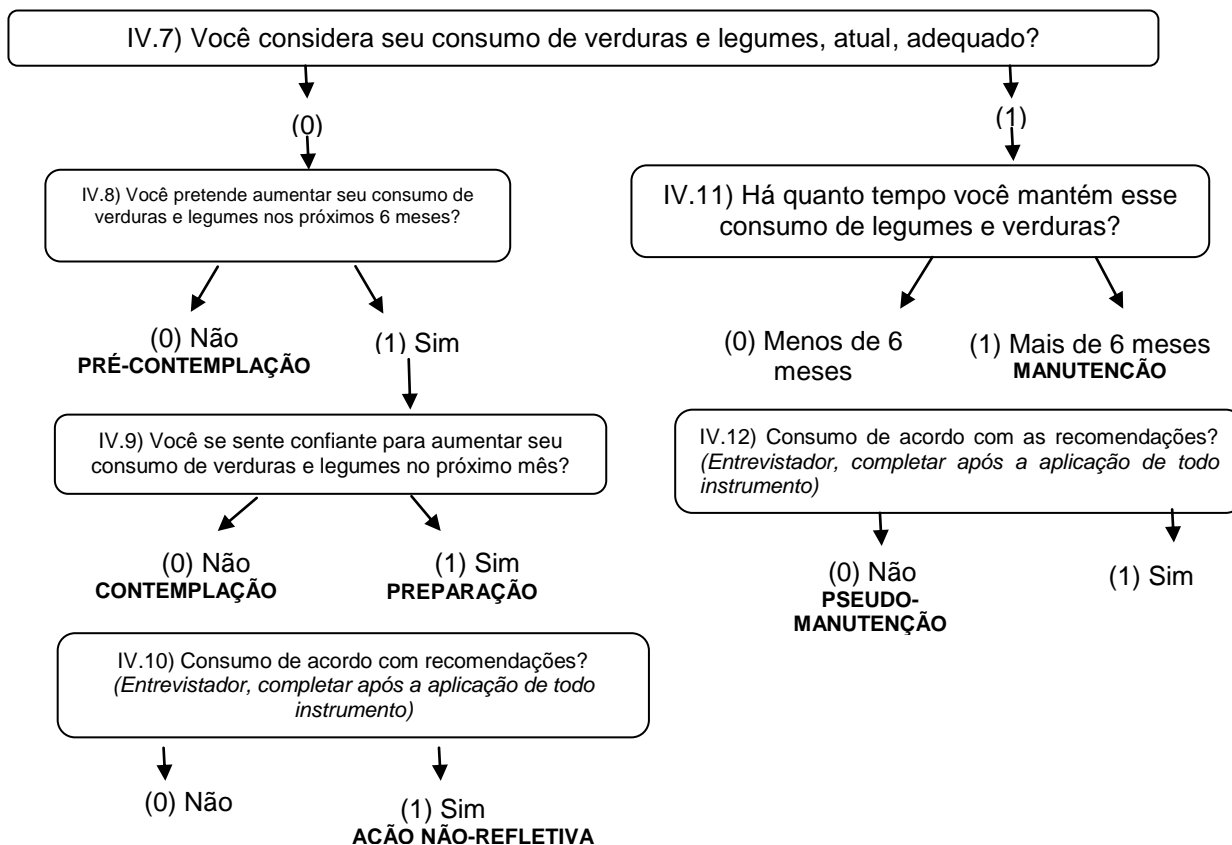 IV.7) Você considera seu consumo de verduras e legumes, atual, adequado?
(0)
(1)
IV.8) Você pretende aumentar seu consumo de
verduras e legumes nos próximos 6 meses?
IV.11) Há quanto tempo você mantém esse
consumo de legumes e verduras?
(0) Não
PRÉ-CONTEMPLAÇÃO
(1) Sim
(0) Menos de 6
meses
(1) Mais de 6 meses
MANUTENÇÃO
IV.9) Você se sente confiante para aumentar seu
consumo de verduras e legumes no próximo mês?
IV.12) Consumo de acordo com as recomendações?
(Entrevistador, completar após a aplicação de todo
instrumento)
(0) Não
CONTEMPLAÇÃO
(1) Sim
PREPARAÇÃO
(0) Não
PSEUDO-
MANUTENÇÃO
(1) Sim
IV.10) Consumo de acordo com recomendações?
(Entrevistador, completar após a aplicação de todo
instrumento)
(0) Não
(1) Sim
AÇÃO NÃO-REFLETIVA